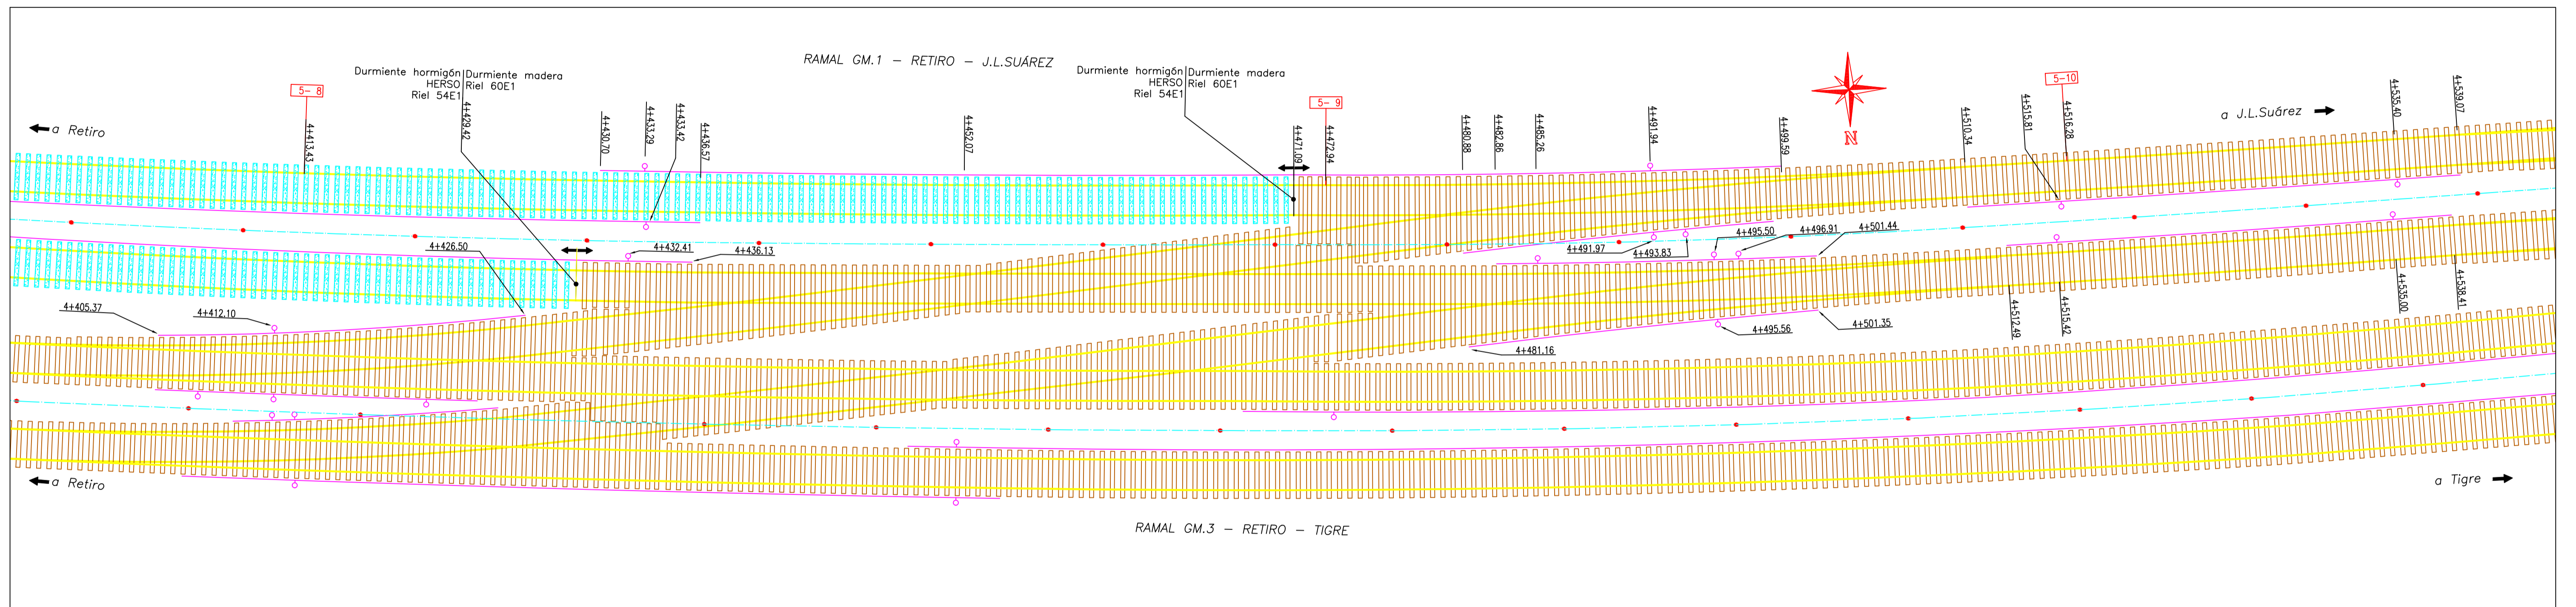 RAMAL GM.1 - RETIRO - J.L.SUÁREZ
Durmiente hormigón
HERSO
Riel 54E1
Durmiente madera
Riel 60E1
Durmiente hormigón
HERSO
Riel 54E1
Durmiente madera
Riel 60E1
5- 8
5- 9
5-10
N
a Retiro
a J.L.Suárez
4+413.43
4+429.42
4+430.70
4+433.29
4+433.42
4+436.57
4+452.07
4+471.09
4+472.94
4+480.88
4+482.86
4+485.26
4+491.94
4+499.59
4+510.34
4+515.81
4+516.28
4+535.40
4+539.07
4+426.50
4+432.41
4+436.13
4+491.97
4+493.83
4+495.50
4+496.91
4+501.44
4+405.37
4+412.10
4+481.16
4+495.56
4+501.35
4+512.49
4+515.42
4+535.00
4+538.41
a Retiro
a Tigre
RAMAL GM.3 - RETIRO - TIGRE